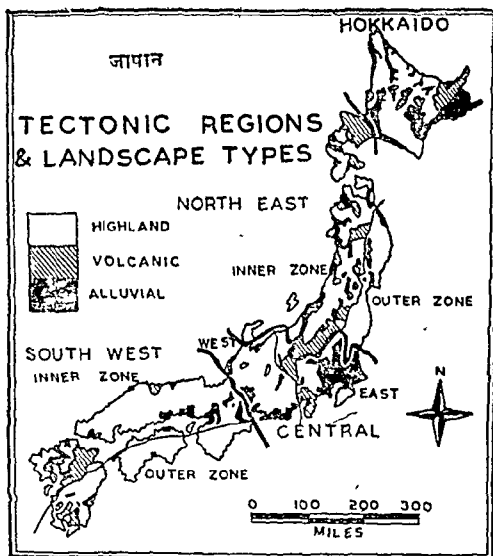 HOKKAIDO
जापान
TECTONIC REGIONS
& LANDSCAPE TYPES
NORTH EAST
HIGHLAND
VOLCANIC
ALLUVIAL
INNER ZONE
OUTER ZONE
WEST
SOUTH WEST
INNER ZONE
EAST
N
CENTRAL
OUTER ZONE
0 100 200 300
MILES